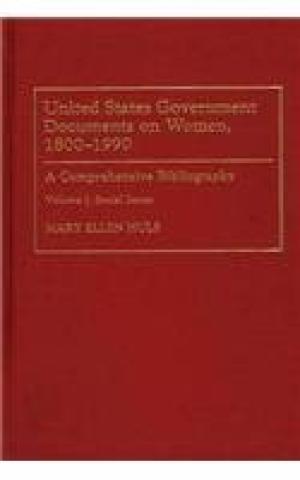 United States Government
Documents on Women,
1800-1990
A Comprehensive Bibliography
Volume I: Social Issues
MARY ELLEN HULS